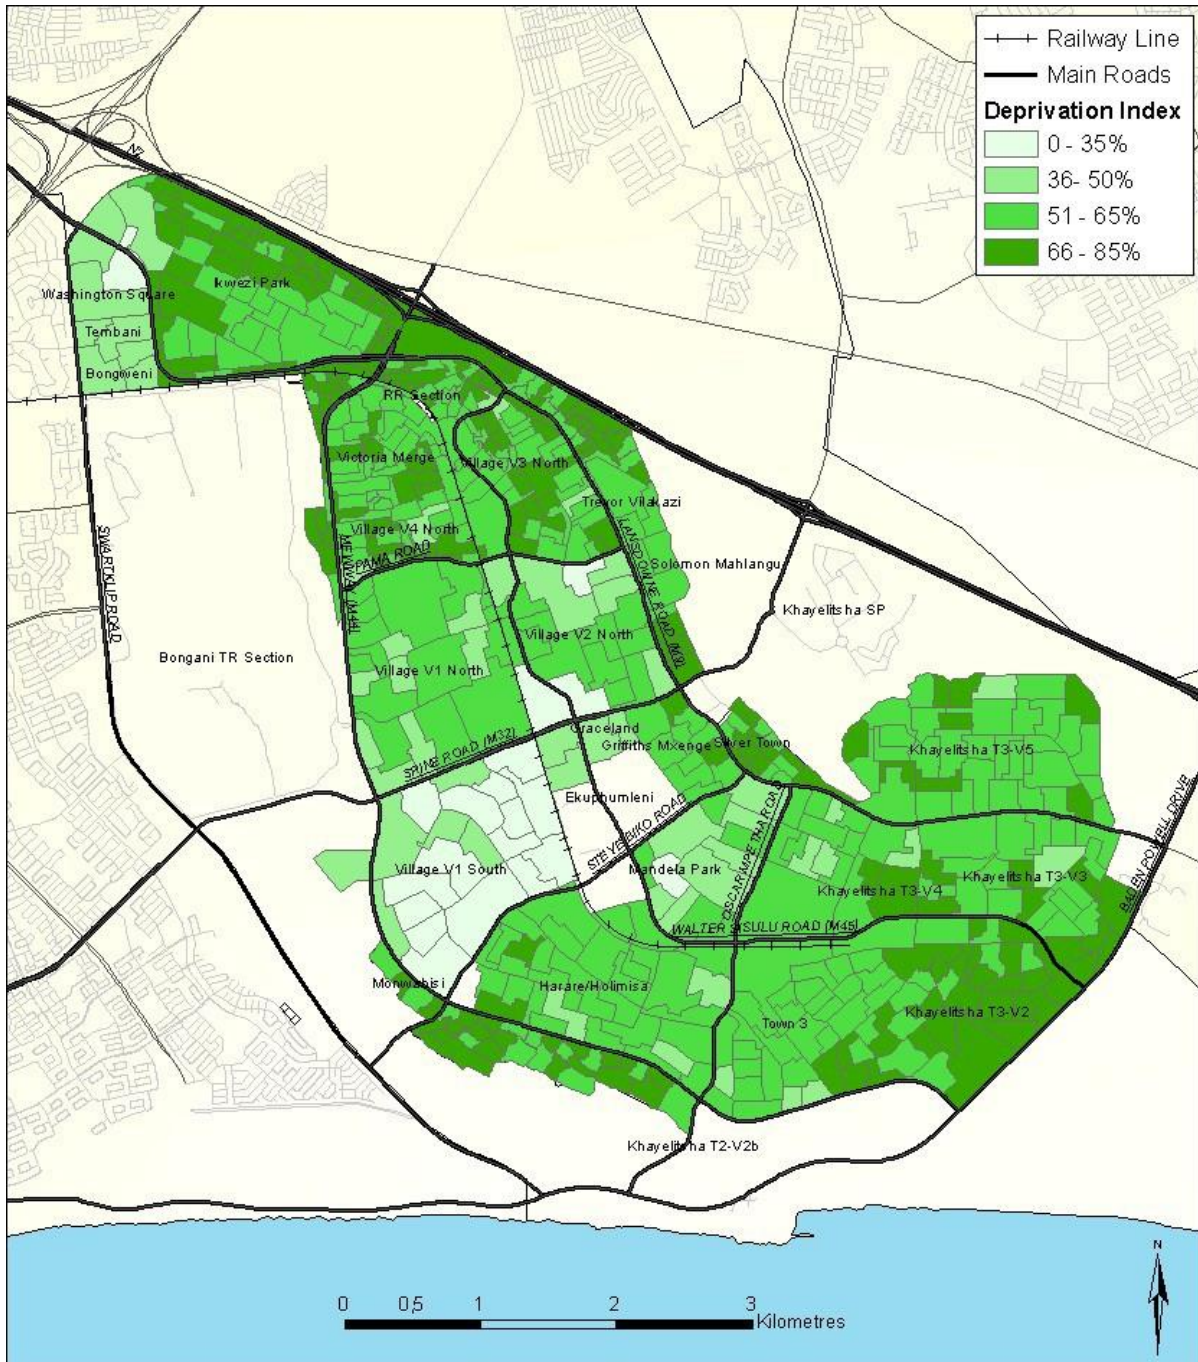 Railway Line
Main Roads
Deprivation Index
0 - 35%
36- 50%
51 - 65%
66 - 85%
N2
Ikwezi Park
Washington Square
Tembani
Bongweni
RR Section
Victoria Merge
Village V3 North
Trevor Vilakazi
Village V4 North
SPAMA ROAD
LANSDOWNE ROAD (M9)
Solomon Mahlangu
SWARTKLIP ROAD
MEWWAY (M44)
Khayelitsha SP
Village V2 North
Bongani TR Section
Village V1 North
Graceland
Griffiths Mxenge
Silver Town
Khayelitsha T3-V5
SPINE ROAD (M32)
Ekuphumleni
STEVE BIKO ROAD
OSCAR MPETHA ROAD
BADEN POWELL DRIVE
Village V1 South
Mandela Park
Khayelitsha T3-V4
Khayelitsha T3-V3
WALTER SISULU ROAD (M45)
Monwabisi
Harare/Holimisa
Town 3
Khayelitsha T3-V2
Khayelitsha T2-V2b
N
0 0,5 1 2 3
Kilometres